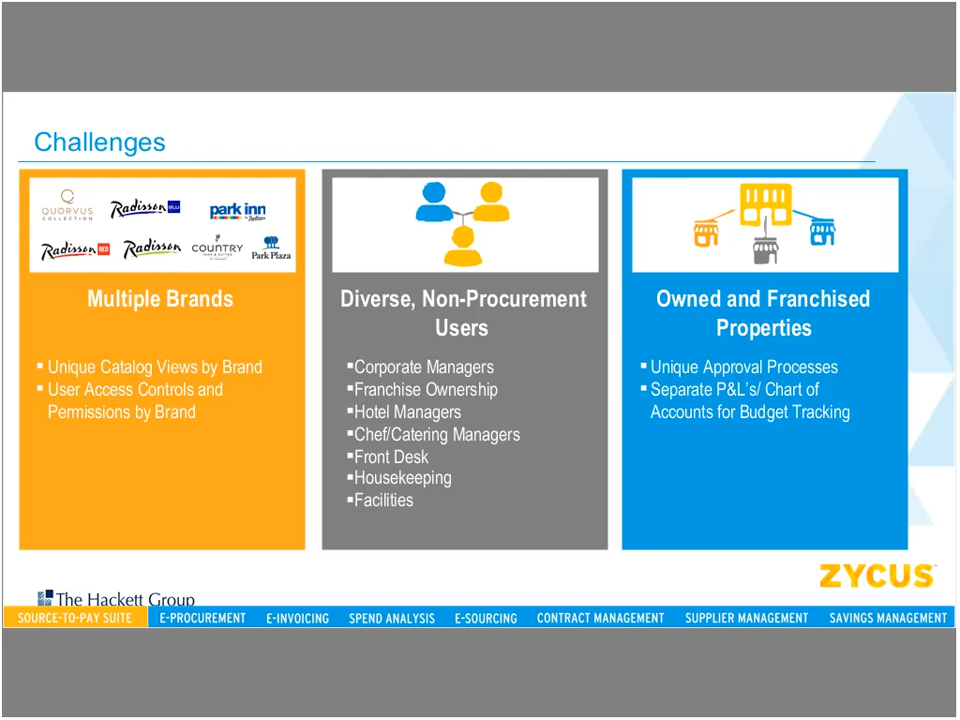 Challenges
QUORVUS
COLLECTION
Radisson BLU
park inn
by Radisson
Radisson RED
Radisson
COUNTRY
INN & SUITES
Park Plaza
Multiple Brands
▪ Unique Catalog Views by Brand
▪ User Access Controls and
Permissions by Brand
Diverse, Non-Procurement
Users
▪Corporate Managers
▪Franchise Ownership
▪Hotel Managers
▪Chef/Catering Managers
▪Front Desk
▪Housekeeping
▪Facilities
Owned and Franchised
Properties
▪ Unique Approval Processes
▪ Separate P&L's/ Chart of
Accounts for Budget Tracking
ZYCUS
The Hackett Group
SOURCE-TO-PAY SUITE E-PROCUREMENT E-INVOICING SPEND ANALYSIS E-SOURCING CONTRACT MANAGEMENT SUPPLIER MANAGEMENT SAVINGS MANAGEMENT